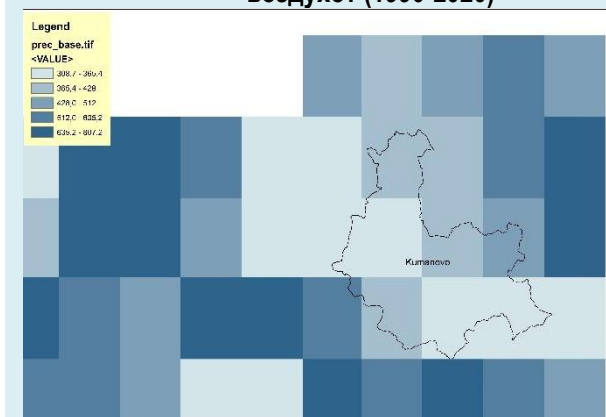 воздухот (1990-2020)
Legend
prec_base.tif
<VALUE>
308,7 - 365,4
365,4 - 428
428,0 - 512
512,0 - 635,2
635,2 - 807,2
Kumanovo